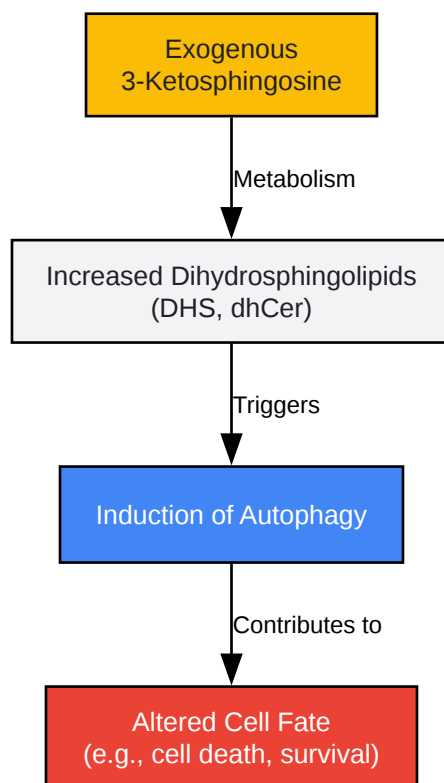 Exogenous
3-Ketosphingosine
Metabolism
Increased Dihydrosphingolipids
(DHS, dhCer)
Triggers
Induction of Autophagy
Contributes to
Altered Cell Fate
(e.g., cell death, survival)